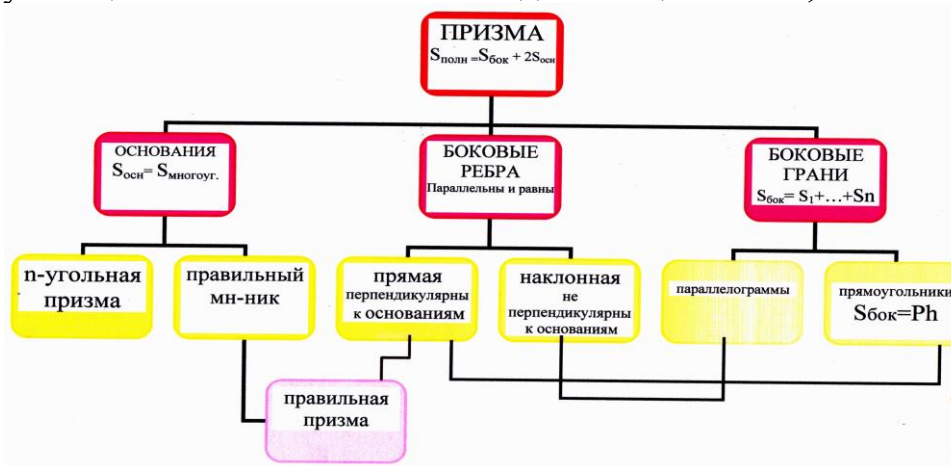 ПРИЗМА
Sполн =Sбок + 2Sосн
ОСНОВАНИЯ
Sосн= Sмногоуг.
БОКОВЫЕ
РЕБРА
Параллельны и равны
БОКОВЫЕ
ГРАНИ
Sбок= S1+...+Sn
n-угольная
призма
правильный
мн-ник
прямая
перпендикулярны
к основаниям
наклонная
не
перпендикулярны
к основаниям
параллелограммы
прямоугольники
Sбок=Ph
правильная
призма